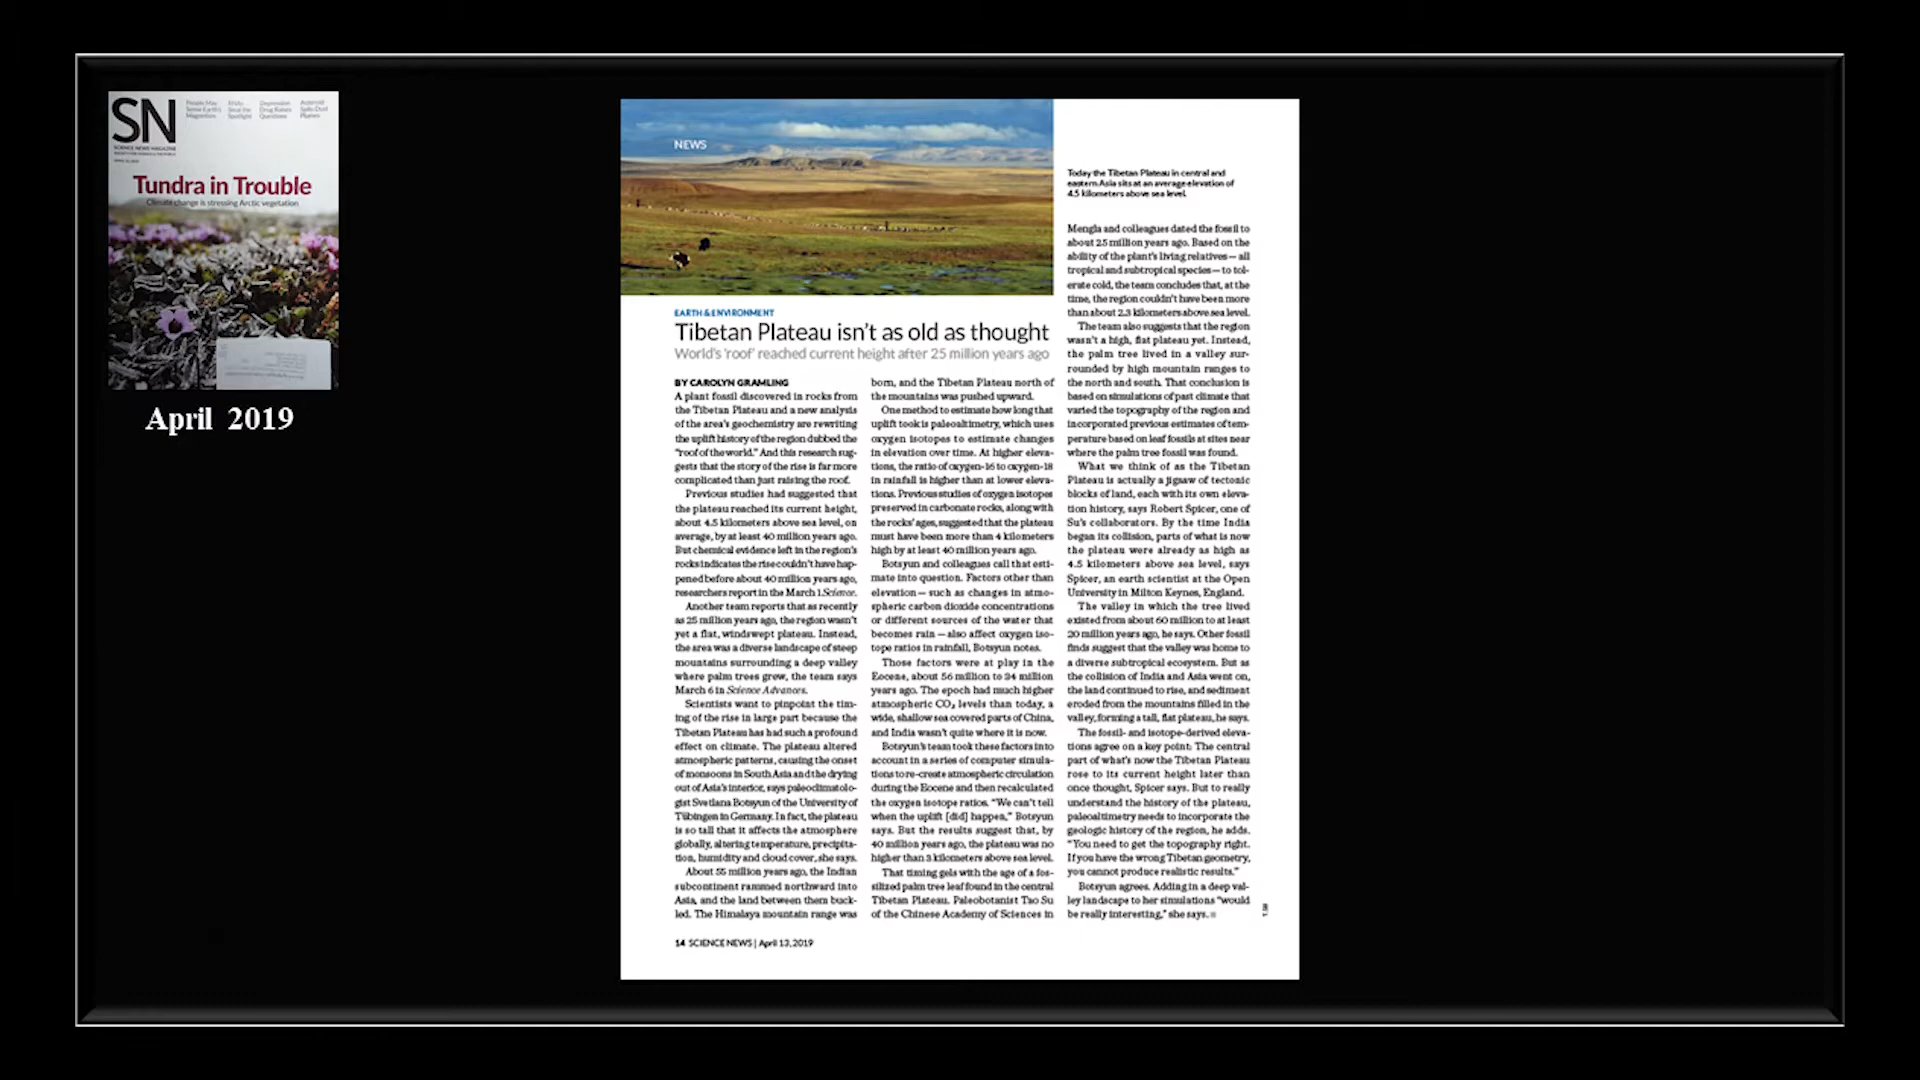 SN
People May
Sense Earth's
Magnetism
Depression
Drug Raises
Questions
Asteroid
SCIENCE NEWS MAGAZINE
Tundra in Trouble
Climate change is stressing Arctic vegetation
April 2019
NEWS
Today the Tibetan Plateau in central and
eastern Asia sits at an average elevation of
4.5 kilometers above sea level.
EARTH & ENVIRONMENT
Tibetan Plateau isn't as old as thought
World's 'roof' reached current height after 25 million years ago
BY CAROLYN GRAMLING
A plant fossil discovered in rocks from
the Tibetan Plateau and a new analysis
of the area's geochemistry are rewriting
the uplift history of the region dubbed the
"roof of the world." And this research sug-
gests that the story of the rise is far more
complicated than just raising the roof.
Previous studies had suggested that
the plateau reached its current height,
about 4.5 kilometers above sea level, on
average, by at least 40 million years ago.
But chemical evidence left in the region's
rocks indicates the rise couldn't have hap-
pened before about 40 million years ago,
researchers report in the March 1 Science.
Another team reports that as recently
as 25 million years ago, the region wasn't
yet a flat, windswept plateau. Instead,
the area was a diverse landscape of steep
mountains surrounding a deep valley
where palm trees grew, the team says
March 6 in Science Advances.
Scientists want to pinpoint the tim-
ing of the rise in large part because the
Tibetan Plateau has had such a profound
effect on climate. The plateau altered
atmospheric patterns, causing the onset
of monsoons in South Asia and the drying
out of Asia's interior, says paleoclimatolo-
gist Svetlana Botsyun of the University of
Tübingen in Germany. In fact, the plateau
is so tall that it affects the atmosphere
globally, altering temperature, precipita-
tion, humidity and cloud cover, she says.
About 55 million years ago, the Indian
subcontinent rammed northward into
Asia, and the land between them buck-
led. The Himalaya mountain range was
born, and the Tibetan Plateau north of
the mountains was pushed upward.
One method to estimate how long that
uplift took is paleoaltimetry, which uses
oxygen isotopes to estimate changes
in elevation over time. At higher eleva-
tions, the ratio of oxygen-16 to oxygen-18
in rainfall is higher than at lower eleva-
tions. Previous studies of oxygen isotopes
preserved in carbonate rocks, along with
the rocks' ages, suggested that the plateau
must have been more than 4 kilometers
high by at least 40 million years ago.
Botsyun and colleagues call that esti-
mate into question. Factors other than
elevation — such as changes in atmo-
spheric carbon dioxide concentrations
or different sources of the water that
becomes rain — also affect oxygen iso-
tope ratios in rainfall, Botsyun notes.
Those factors were at play in the
Eocene, about 56 million to 34 million
years ago. The epoch had much higher
atmospheric CO₂ levels than today, a
wide, shallow sea covered parts of China,
and India wasn't quite where it is now.
Botsyun's team took these factors into
account in a series of computer simula-
tions to re-create atmospheric circulation
during the Eocene and then recalculated
the oxygen isotope ratios. "We can't tell
when the uplift [did] happen," Botsyun
says. But the results suggest that, by
40 million years ago, the plateau was no
higher than 3 kilometers above sea level.
That timing gels with the age of a fos-
silized palm tree leaf found in the central
Tibetan Plateau. Paleobotanist Tao Su
of the Chinese Academy of Sciences in
Mengla and colleagues dated the fossil to
about 25 million years ago. Based on the
ability of the plant's living relatives — all
tropical and subtropical species — to tol-
erate cold, the team concludes that, at the
time, the region couldn't have been more
than about 2.3 kilometers above sea level.
The team also suggests that the region
wasn't a high, flat plateau yet. Instead,
the palm tree lived in a valley sur-
rounded by high mountain ranges to
the north and south. That conclusion is
based on simulations of past climate that
varied the topography of the region and
incorporated previous estimates of tem-
perature based on leaf fossils at sites near
where the palm tree fossil was found.
What we think of as the Tibetan
Plateau is actually a jigsaw of tectonic
blocks of land, each with its own eleva-
tion history, says Robert Spicer, one of
Su's collaborators. By the time India
began its collision, parts of what is now
the plateau were already as high as
4.5 kilometers above sea level, says
Spicer, an earth scientist at the Open
University in Milton Keynes, England.
The valley in which the tree lived
existed from about 60 million to at least
20 million years ago, he says. Other fossil
finds suggest that the valley was home to
a diverse subtropical ecosystem. But as
the collision of India and Asia went on,
the land continued to rise, and sediment
eroded from the mountains filled in the
valley, forming a tall, flat plateau, he says.
The fossil- and isotope-derived eleva-
tions agree on a key point: The central
part of what's now the Tibetan Plateau
rose to its current height later than
once thought, Spicer says. But to really
understand the history of the plateau,
paleoaltimetry needs to incorporate the
geologic history of the region, he adds.
"You need to get the topography right.
If you have the wrong Tibetan geometry,
you cannot produce realistic results."
Botsyun agrees. Adding in a deep val-
ley landscape to her simulations "would
be really interesting," she says.
T. SU
14 SCIENCE NEWS | April 13, 2019